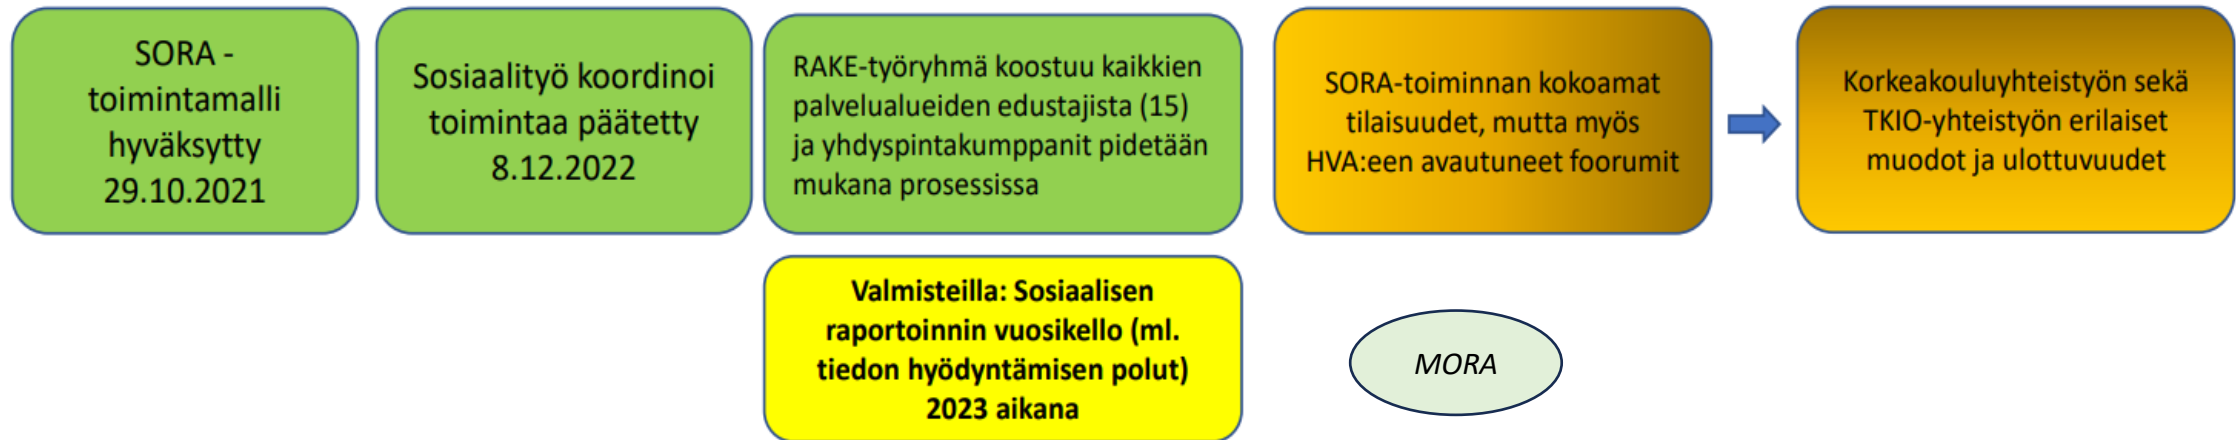 SORA -
toimintamalli
hyväksytty
29.10.2021
Sosiaalityö koordinoi
toimintaa päätetty
8.12.2022
RAKE-työryhmä koostuu kaikkien
palvelualueiden edustajista (15)
ja yhdyspintakumppanit pidetään
mukana prosessissa
SORA-toiminnan kokoamat
tilaisuudet, mutta myös
HVA:een avautuneet foorumit
Korkeakouluyhteistyön sekä
TKIO-yhteistyön erilaiset
muodot ja ulottuvuudet
Valmisteilla: Sosiaalisen
raportoinnin vuosikello (ml.
tiedon hyödyntämisen polut)
2023 aikana
MORA